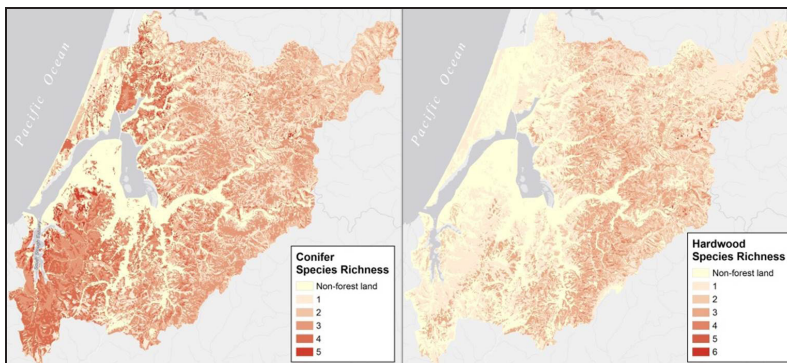 Pacific Ocean
Conifer
Species Richness
Non-forest land
1
2
3
4
5
Pacific Ocean
Hardwood
Species Richness
Non-forest land
1
2
3
4
5
6